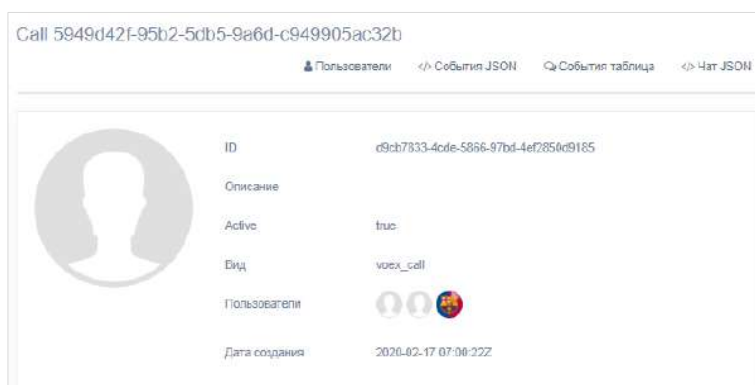 Call 5949d42f-95b2-5db5-9a6d-c949905ac32b
Пользователи </> События JSON События таблица </> Чат JSON
ID d9cb7833-4cde-5866-97bd-4ef2850d9185
Описание
Active true
Вид voex_call
Пользователи
Дата создания 2020-02-17 07:00:22Z